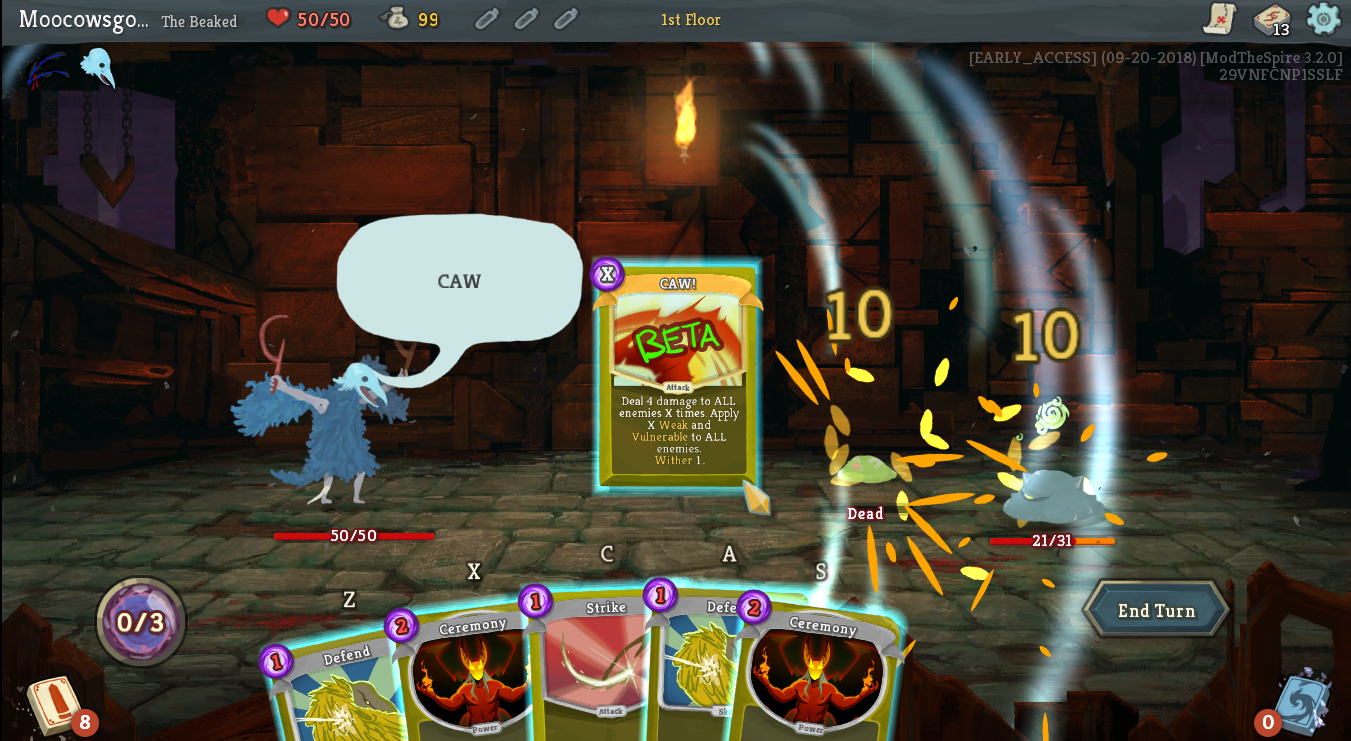 Moocowsgo... The Beaked 50/50 99 1st Floor 13
[EARLY_ACCESS] (09-20-2018) [ModTheSpire 3.2.0]
29VNFCNP1SSLF
CAW
X
CAW!
BETA
Attack
Deal 4 damage to ALL
enemies X times. Apply
X Weak and
Vulnerable to ALL
enemies.
Wither 1.
10
10
Dead
50/50
21/31
Z
X
C
A
S
0/3
1
Defend
2
Ceremony
Power
1
Strike
Attack
1
Defe
Sk
2
Ceremony
Power
End Turn
8
0